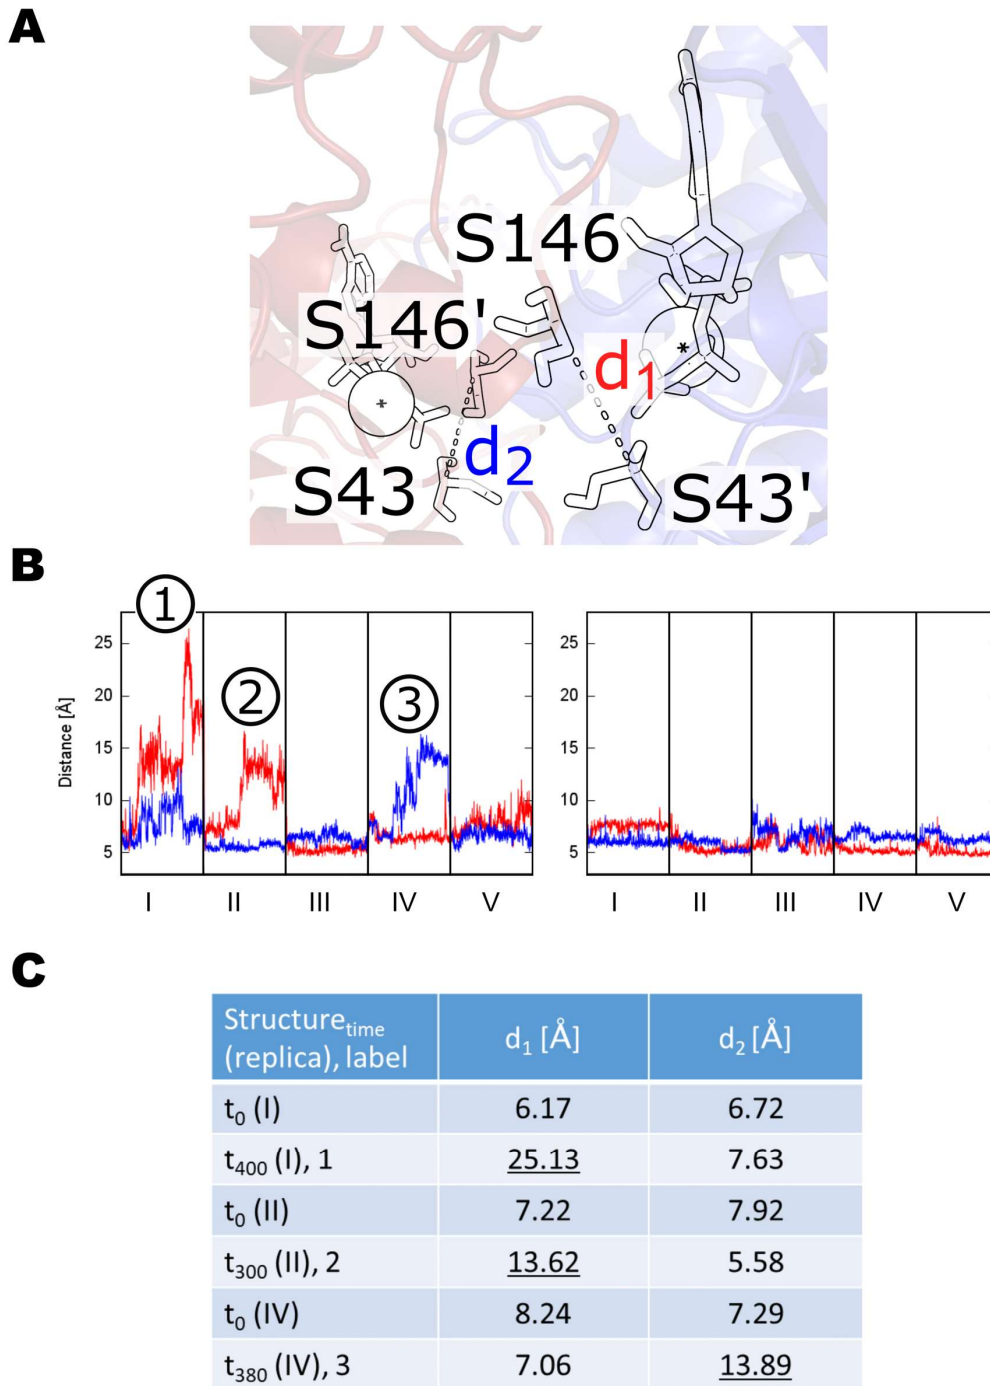 A
S146
S146'
d1
d2
S43
S43'
B
1
2
3
25
20
15
10
5
Distance [Å]
I II III IV V
25
20
15
10
5
I II III IV V
C
Structuretime (replica), label d1 [Å] d2 [Å]
t0 (I) 6.17 6.72
t400 (I), 1 25.13 7.63
t0 (II) 7.22 7.92
t300 (II), 2 13.62 5.58
t0 (IV) 8.24 7.29
t380 (IV), 3 7.06 13.89